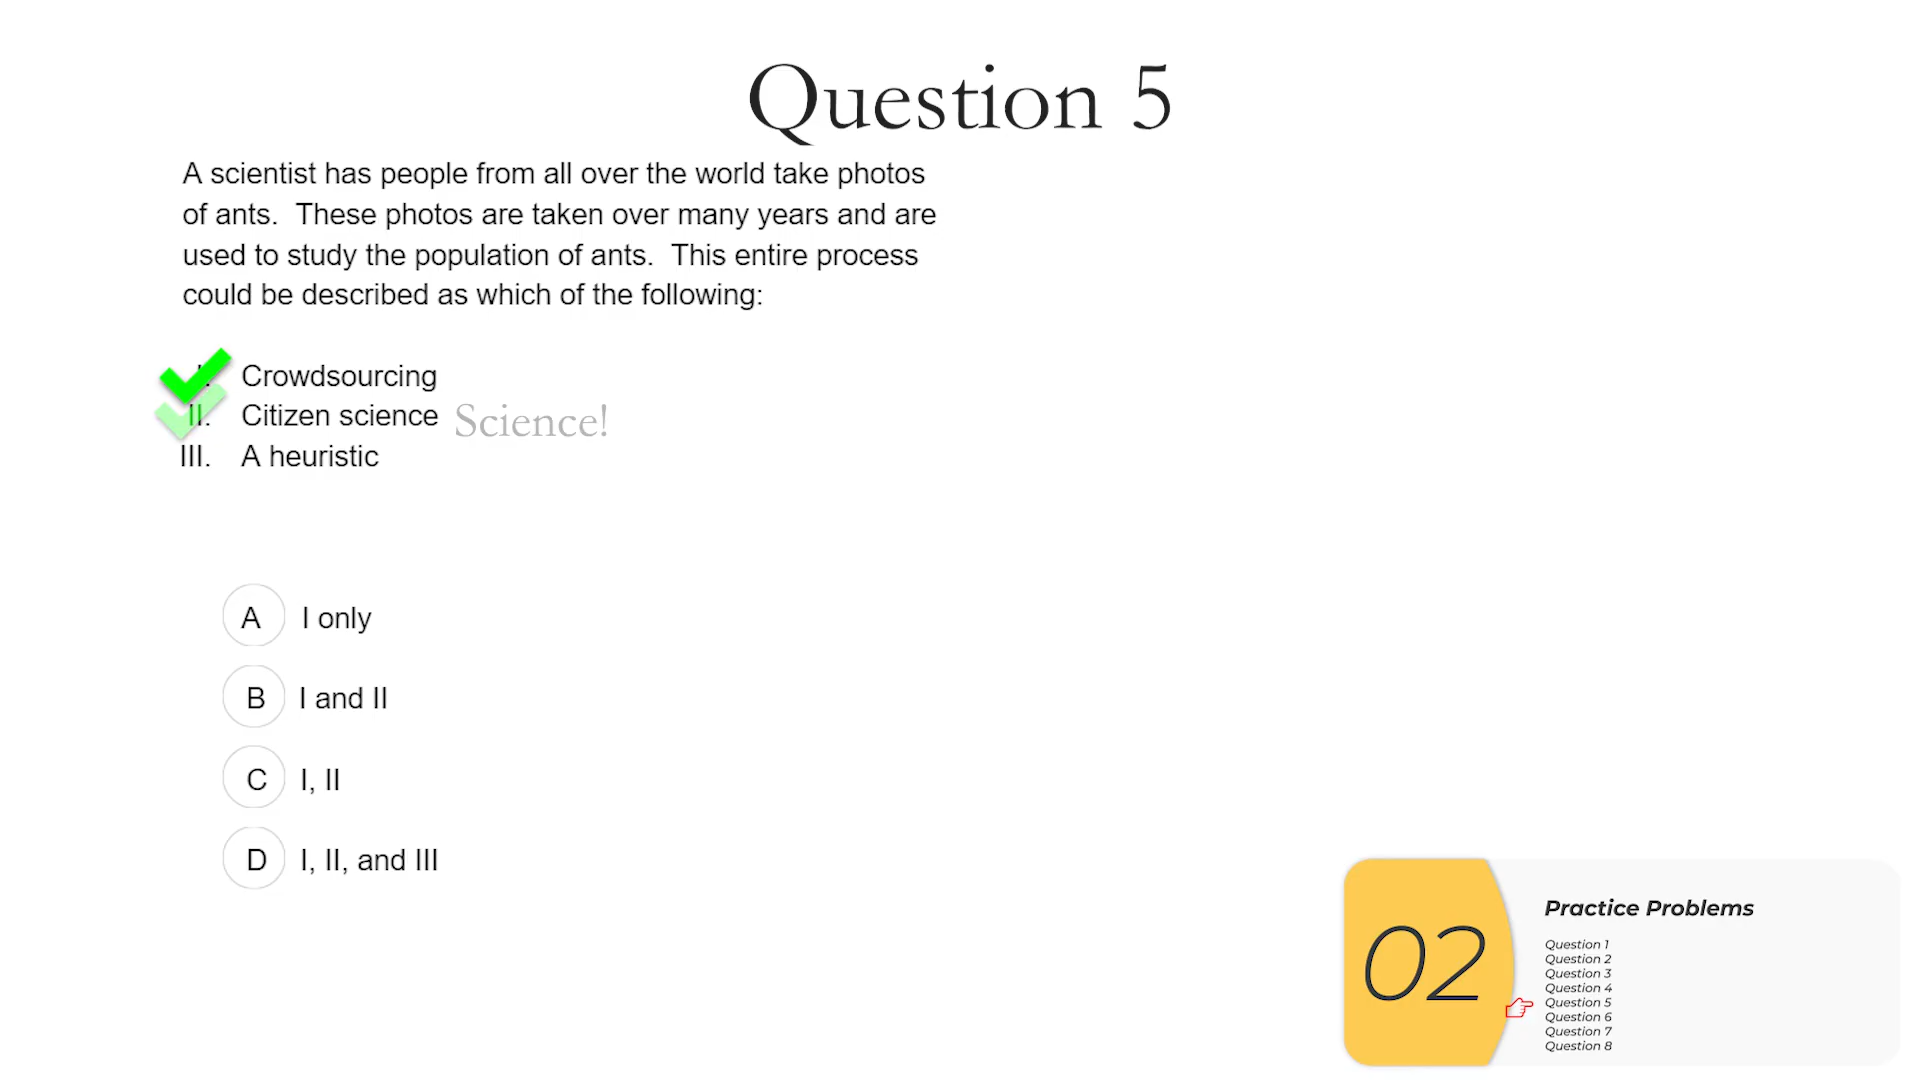 Question 5
A scientist has people from all over the world take photos
of ants. These photos are taken over many years and are
used to study the population of ants. This entire process
could be described as which of the following:
I. Crowdsourcing
II. Citizen science Science!
III. A heuristic
A I only
B I and II
C I, II
D I, II, and III
02
Practice Problems
Question 1
Question 2
Question 3
Question 4
Question 5
Question 6
Question 7
Question 8